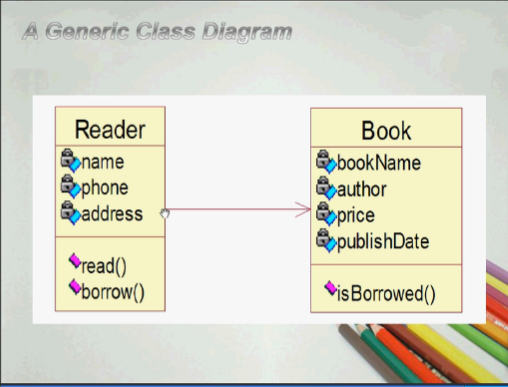 A Generic Class Diagram
Reader
name
phone
address
read()
borrow()
Book
bookName
author
price
publishDate
isBorrowed()